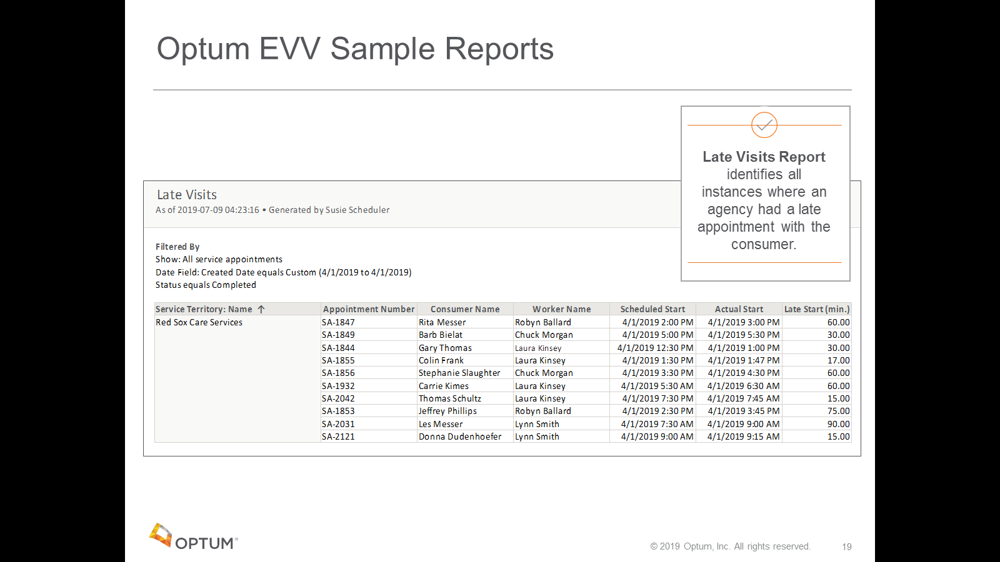 Optum EVV Sample Reports
Late Visits Report
identifies all
instances where an
agency had a late
appointment with the
consumer.
Late Visits
As of 2019-07-09 04:23:16 • Generated by Susie Scheduler
Filtered By
Show: All service appointments
Date Field: Created Date equals Custom (4/1/2019 to 4/1/2019)
Status equals Completed
Service Territory: Name ↑ Appointment Number Consumer Name Worker Name Scheduled Start Actual Start Late Start (min.)
Red Sox Care Services SA-1847 Rita Messer Robyn Ballard 4/1/2019 2:00 PM 4/1/2019 3:00 PM 60.00
SA-1849 Barb Bielat Chuck Morgan 4/1/2019 5:00 PM 4/1/2019 5:30 PM 30.00
SA-1844 Gary Thomas Laura Kinsey 4/1/2019 12:30 PM 4/1/2019 1:00 PM 30.00
SA-1855 Colin Frank Laura Kinsey 4/1/2019 1:30 PM 4/1/2019 1:47 PM 17.00
SA-1856 Stephanie Slaughter Chuck Morgan 4/1/2019 3:30 PM 4/1/2019 4:30 PM 60.00
SA-1932 Carrie Kimes Laura Kinsey 4/1/2019 5:30 AM 4/1/2019 6:30 AM 60.00
SA-2042 Thomas Schultz Laura Kinsey 4/1/2019 7:30 PM 4/1/2019 7:45 AM 15.00
SA-1853 Jeffrey Phillips Robyn Ballard 4/1/2019 2:30 PM 4/1/2019 3:45 PM 75.00
SA-2031 Les Messer Lynn Smith 4/1/2019 7:30 AM 4/1/2019 9:00 AM 90.00
SA-2121 Donna Dudenhoefer Lynn Smith 4/1/2019 9:00 AM 4/1/2019 9:15 AM 15.00
OPTUM®
© 2019 Optum, Inc. All rights reserved. 19